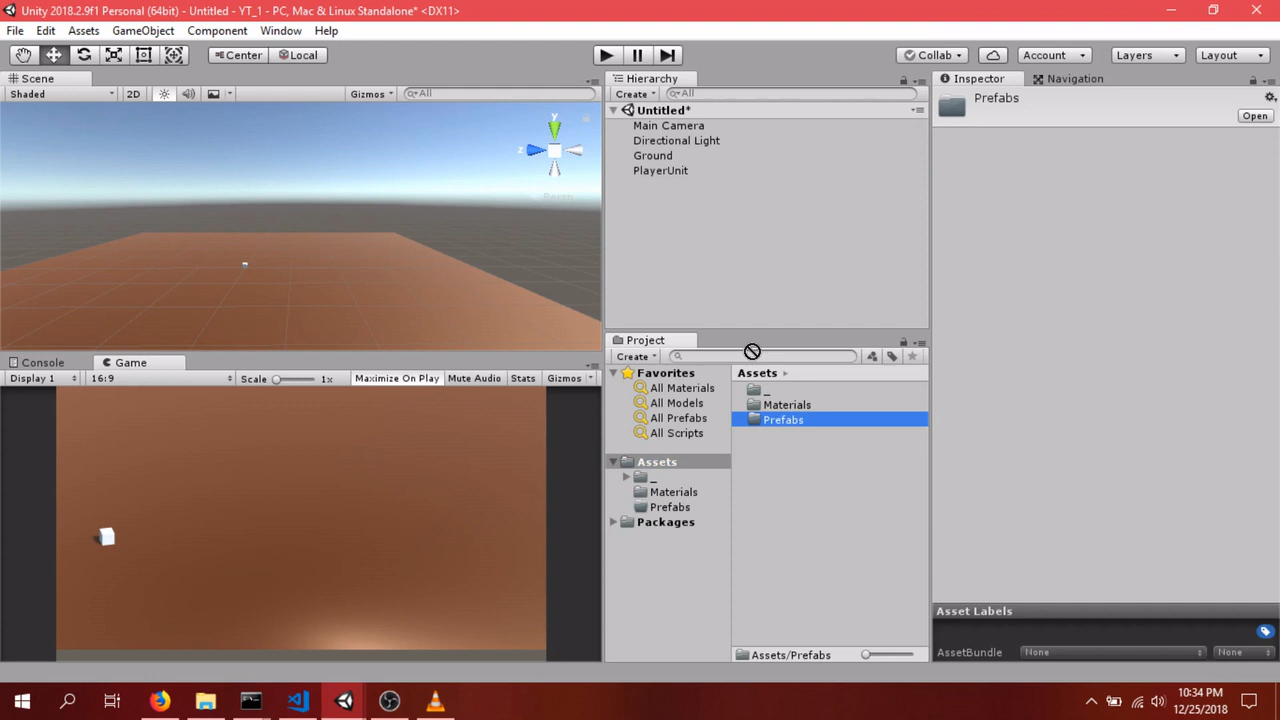 Unity 2018.2.9f1 Personal (64bit) - Untitled - YT_1 - PC, Mac & Linux Standalone* <DX11>
File Edit Assets GameObject Component Window Help
Center Local Collab Account Layers Layout
Scene
Shaded 2D Gizmos All
y
z
Persp
Hierarchy
Create All
Untitled*
Main Camera
Directional Light
Ground
PlayerUnit
Inspector Navigation
Prefabs
Open
Console Game
Display 1 16:9 Scale 1x Maximize On Play Mute Audio Stats Gizmos
Project
Create
Favorites
All Materials
All Models
All Prefabs
All Scripts
Assets
_
Materials
Prefabs
Packages
Assets
_
Materials
Prefabs
Assets/Prefabs
Asset Labels
AssetBundle None None
10:34 PM
12/25/2018